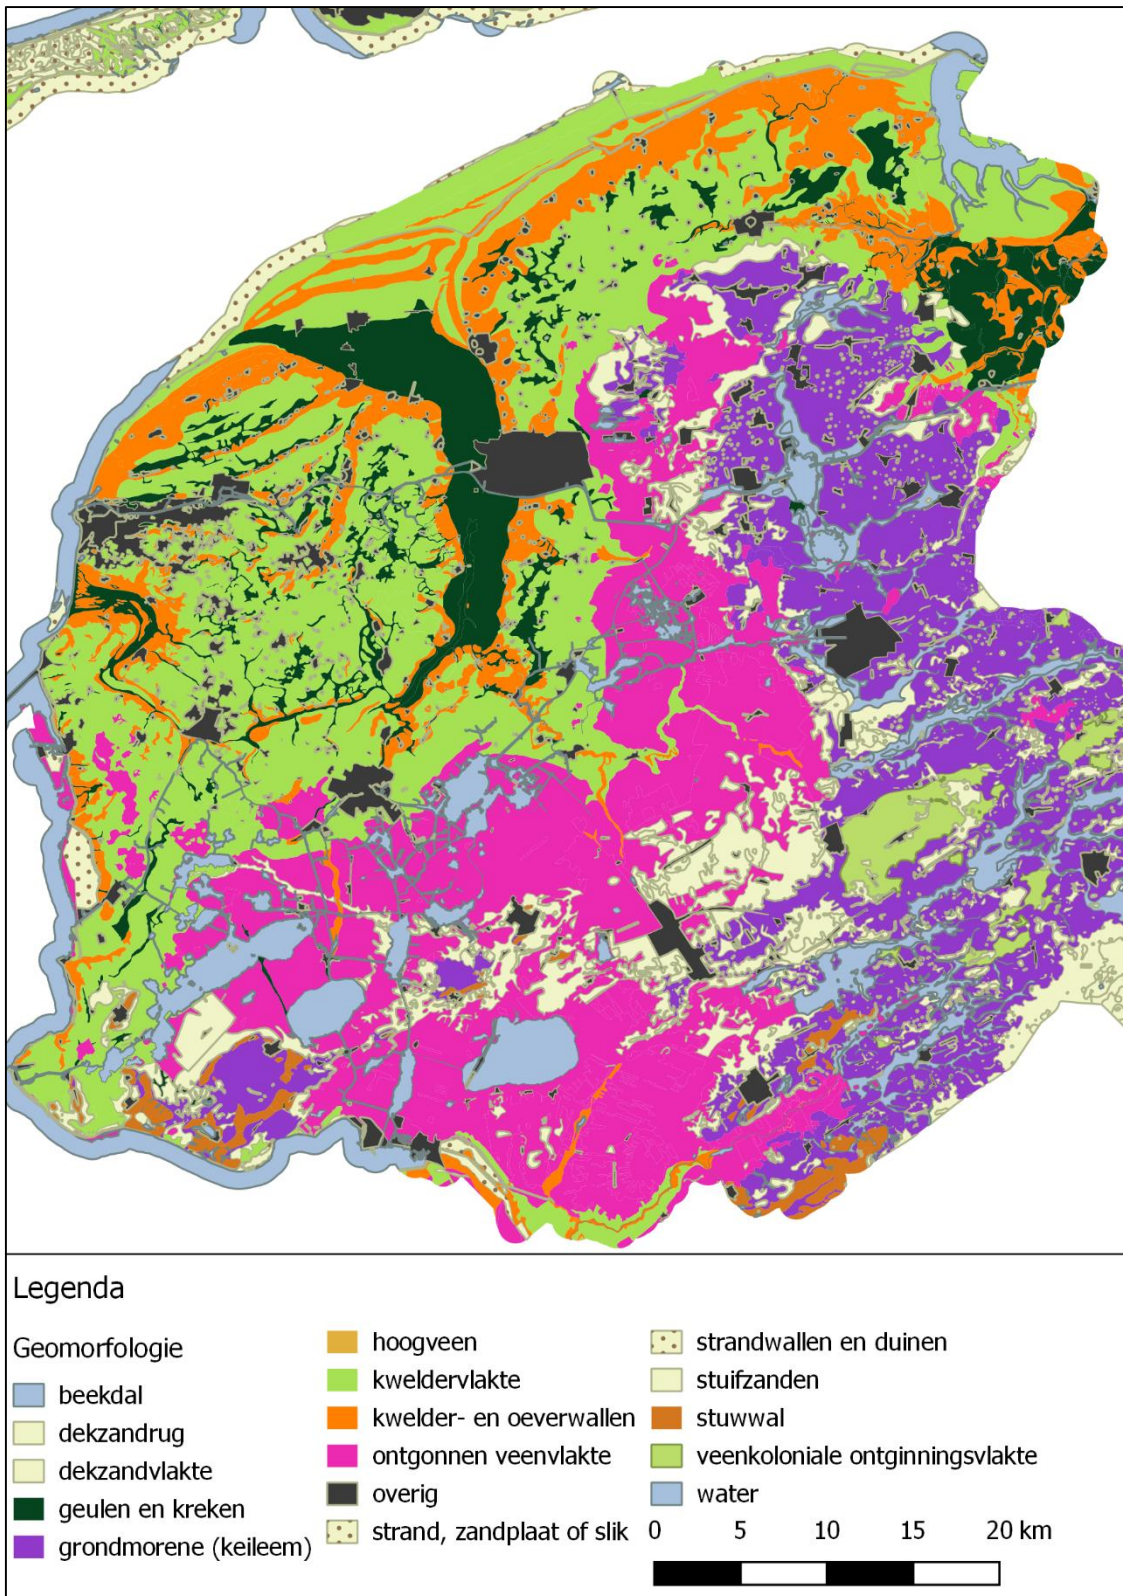 Legenda
Geomorfologie
beekdal
dekzandrug
dekzandvlakte
geulen en kreken
grondmorene (keileem)
hoogveen
kweldervlakte
kwelder- en oeverwallen
ontgonnen veenvlakte
overig
strand, zandplaat of slik
strandwallen en duinen
stuifzanden
stuwwal
veenkoloniale ontginningsvlakte
water
0 5 10 15 20 km